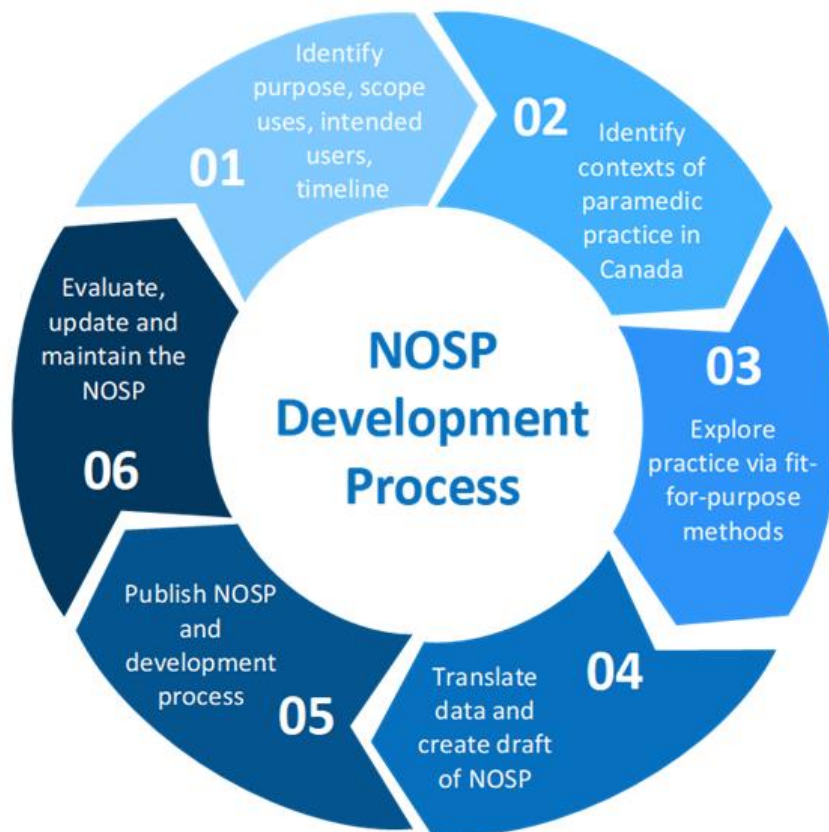 01
Identify
purpose, scope
uses, intended
users,
timeline
02
Identify
contexts of
paramedic
practice in
Canada
03
Explore
practice via fit-
for-purpose
methods
04
Translate
data and
create draft
of NOSP
05
Publish NOSP
and
development
process
06
Evaluate,
update and
maintain the
NOSP
NOSP
Development
Process